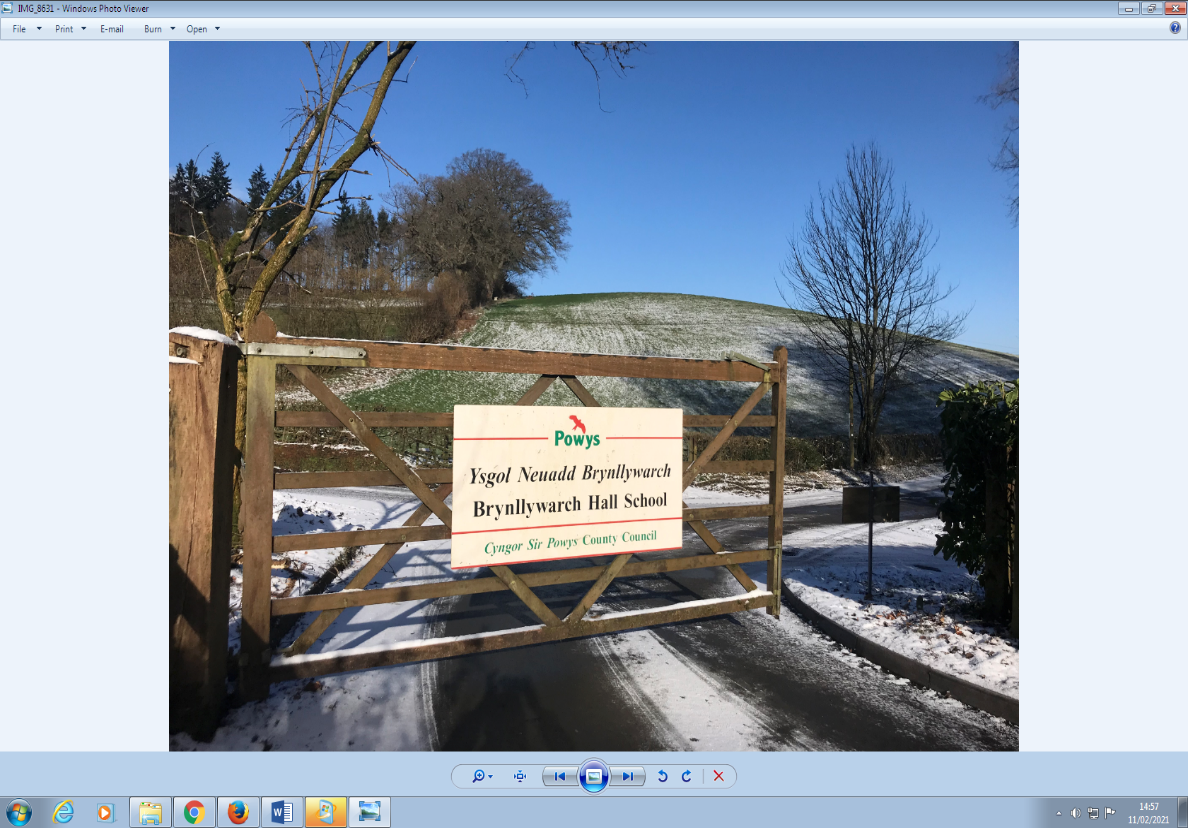 IMG_8631 - Windows Photo Viewer
File Print E-mail Burn Open
Powys
Ysgol Neuadd Brynllywarch
Brynllywarch Hall School
Cyngor Sir Powys County Council
14:57
11/02/2021